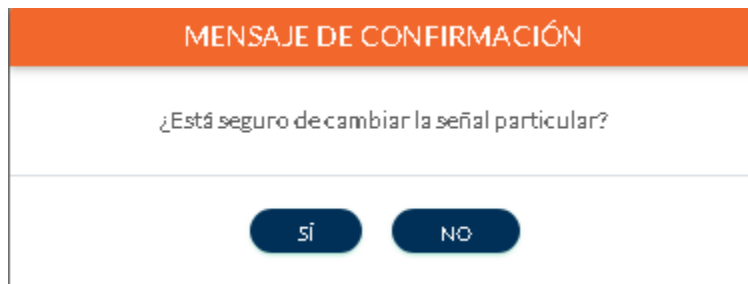 MENSAJE DE CONFIRMACIÓN
¿Está seguro de cambiar la señal particular?
SÍ NO